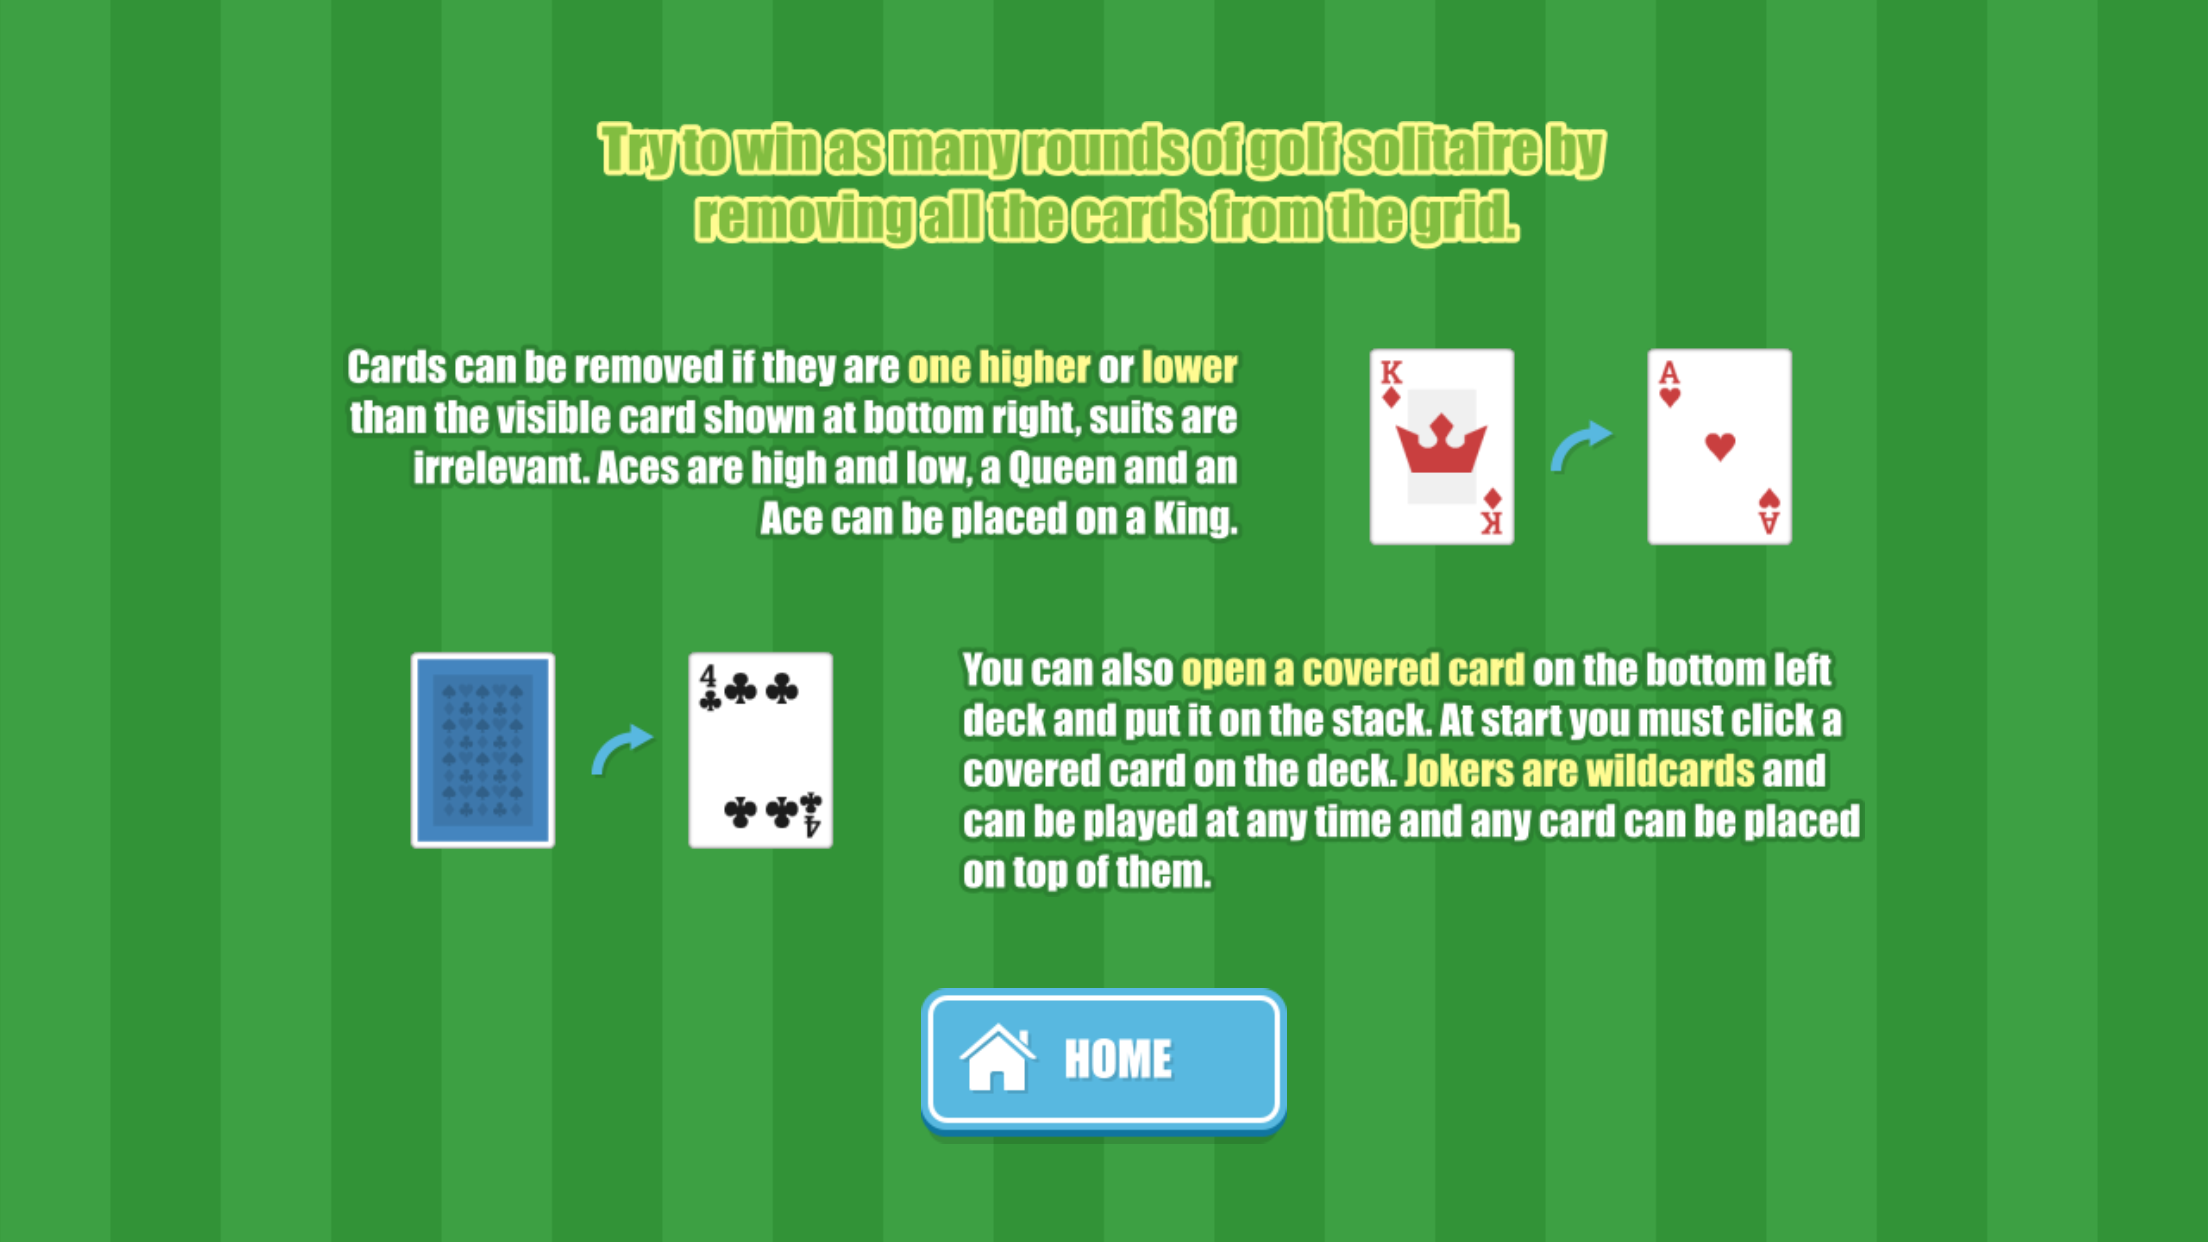 Try to win as many rounds of golf solitaire by
removing all the cards from the grid.
Cards can be removed if they are one higher or lower
than the visible card shown at bottom right, suits are
irrelevant. Aces are high and low, a Queen and an
Ace can be placed on a King.
K
K
A
A
4
4
You can also open a covered card on the bottom left
deck and put it on the stack. At start you must click a
covered card on the deck. Jokers are wildcards and
can be played at any time and any card can be placed
on top of them.
HOME